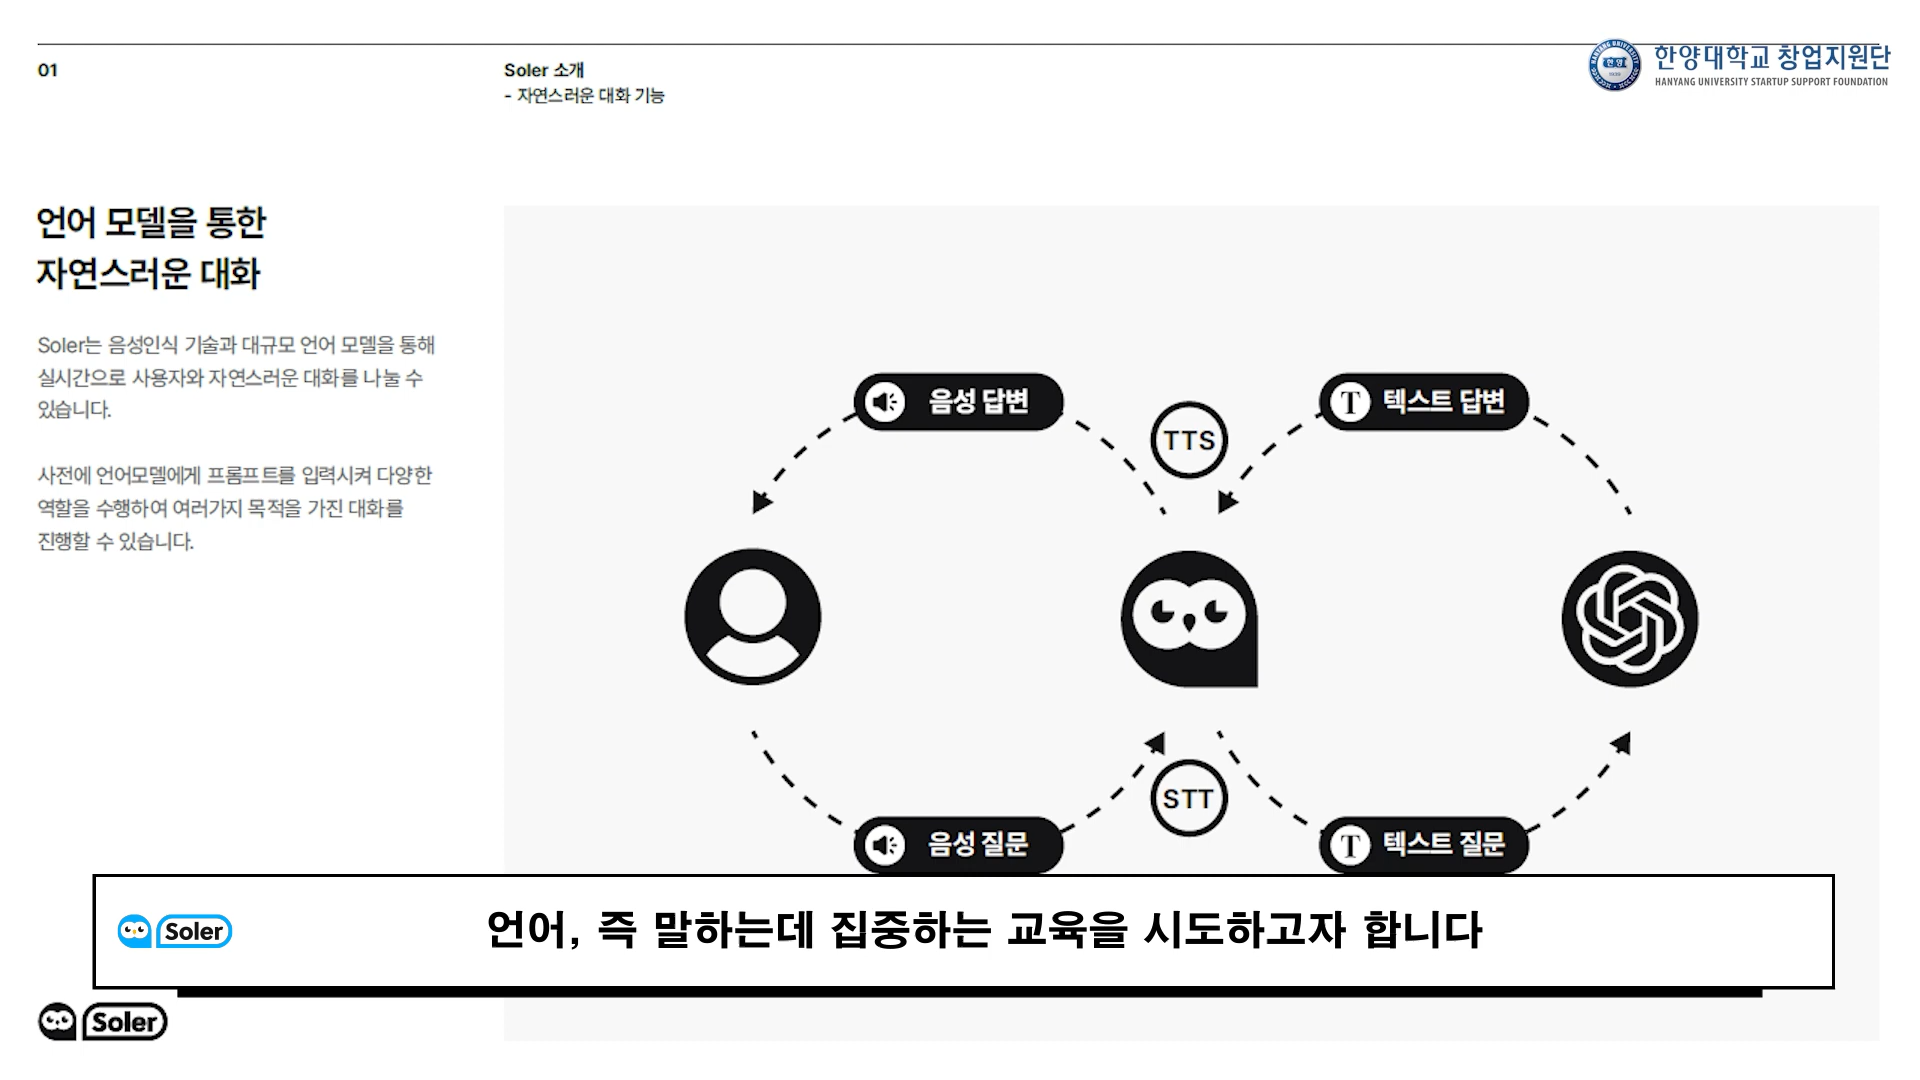 01
Soler 소개
- 자연스러운 대화 기능
한양대학교 창업지원단
HANYANG UNIVERSITY STARTUP SUPPORT FOUNDATION
언어 모델을 통한
자연스러운 대화
Soler는 음성인식 기술과 대규모 언어 모델을 통해
실시간으로 사용자와 자연스러운 대화를 나눌 수
있습니다.
사전에 언어모델에게 프롬프트를 입력시켜 다양한
역할을 수행하여 여러가지 목적을 가진 대화를
진행할 수 있습니다.
음성 답변
TTS
T 텍스트 답변
STT
음성 질문
T 텍스트 질문
Soler
언어, 즉 말하는데 집중하는 교육을 시도하고자 합니다
Soler